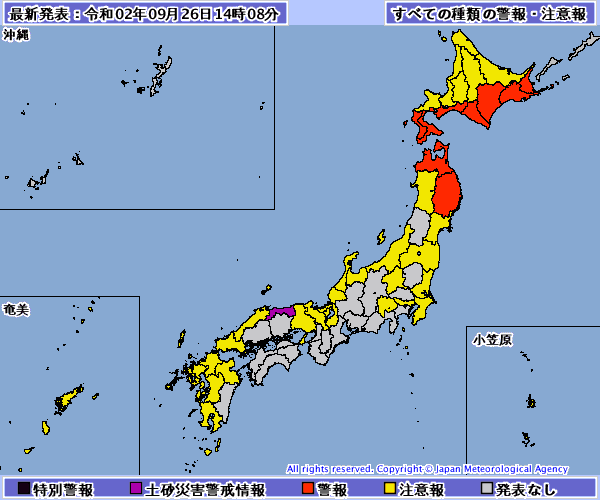 最新発表：令和02年09月26日14時08分
すべての種類の警報・注意報
沖縄
奄美
小笠原
All rights reserved. Copyright © Japan Meteorological Agency
特別警報 土砂災害警戒情報 警報 注意報 発表なし